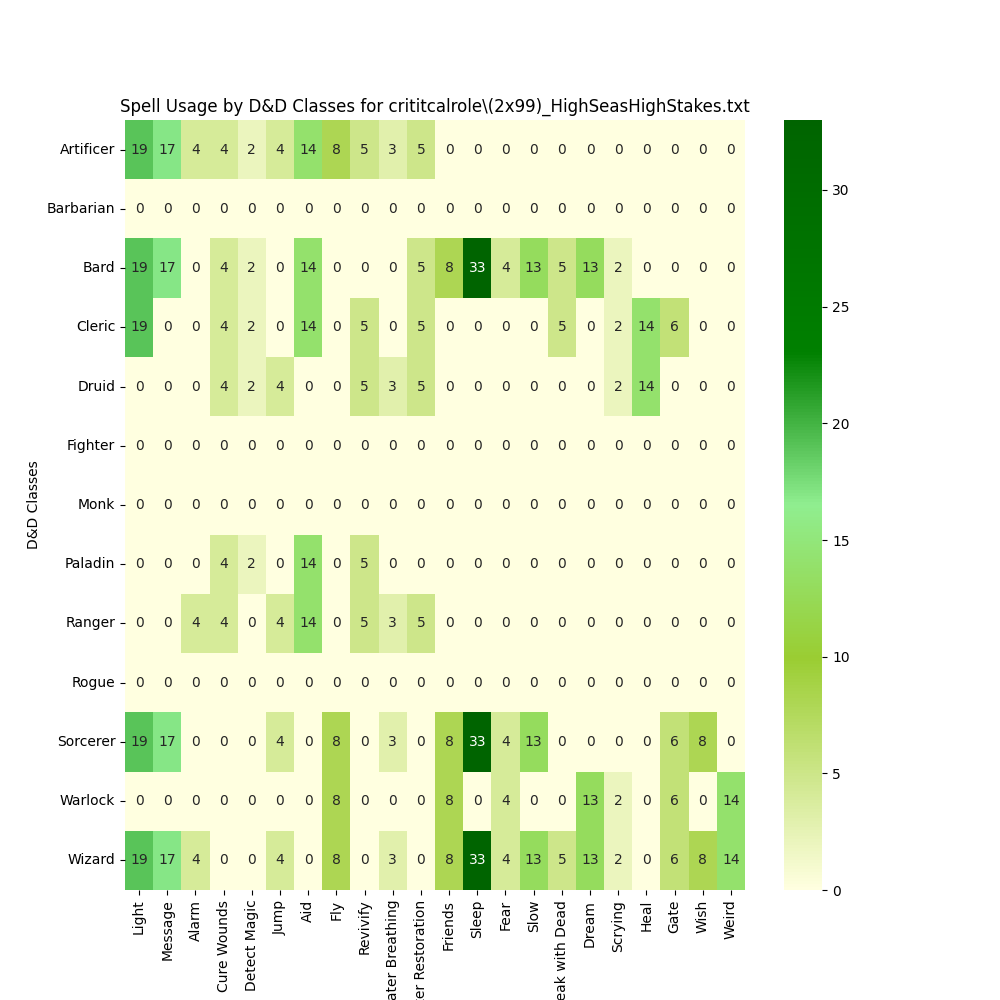 Spell Usage by D&D Classes for crititcalrole\(2x99)_HighSeasHighStakes.txt
D&D Classes
Artificer 19 17 4 4 2 4 14 8 5 3 5 0 0 0 0 0 0 0 0 0 0 0
Barbarian 0 0 0 0 0 0 0 0 0 0 0 0 0 0 0 0 0 0 0 0 0 0
Bard 19 17 0 4 2 0 14 0 0 0 5 8 33 4 13 5 13 2 0 0 0 0
Cleric 19 0 0 4 2 0 14 0 5 0 5 0 0 0 0 5 0 2 14 6 0 0
Druid 0 0 0 4 2 4 0 0 5 3 5 0 0 0 0 0 0 2 14 0 0 0
Fighter 0 0 0 0 0 0 0 0 0 0 0 0 0 0 0 0 0 0 0 0 0 0
Monk 0 0 0 0 0 0 0 0 0 0 0 0 0 0 0 0 0 0 0 0 0 0
Paladin 0 0 0 4 2 0 14 0 5 0 0 0 0 0 0 0 0 0 0 0 0 0
Ranger 0 0 4 4 0 4 14 0 5 3 5 0 0 0 0 0 0 0 0 0 0 0
Rogue 0 0 0 0 0 0 0 0 0 0 0 0 0 0 0 0 0 0 0 0 0 0
Sorcerer 19 17 0 0 0 4 0 8 0 3 0 8 33 4 13 0 0 0 0 6 8 0
Warlock 0 0 0 0 0 0 0 8 0 0 0 8 0 4 0 0 13 2 0 6 0 14
Wizard 19 17 4 0 0 4 0 8 0 3 0 8 33 4 13 5 13 2 0 6 8 14
Light
Message
Alarm
Cure Wounds
Detect Magic
Jump
Aid
Fly
Revivify
ater Breathing
er Restoration
Friends
Sleep
Fear
Slow
eak with Dead
Dream
Scrying
Heal
Gate
Wish
Weird
30
25
20
15
10
5
0